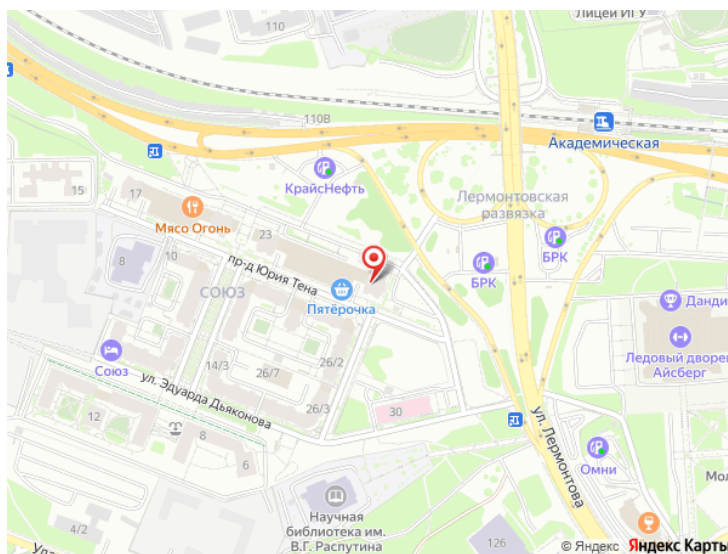 Лицей ИГУ
110
110В
Академическая
КрайсНефть
15
17
Мясо Огонь
Лермонтовская
развязка
23
БРК
БРК
8
10
пр-д Юрия Тена
СОЮЗ
Пятёрочка
Данди
Ледовый дворец
Айсберг
Союз
14/3
26/2
26/7
ул. Эдуарда Дьяконова
26/3
30
12
8
6
ул. Лермонтова
Омни
Мол
Научная
библиотека им.
В.Г. Распутина
4/2
126
© Яндекс Яндекс Карты